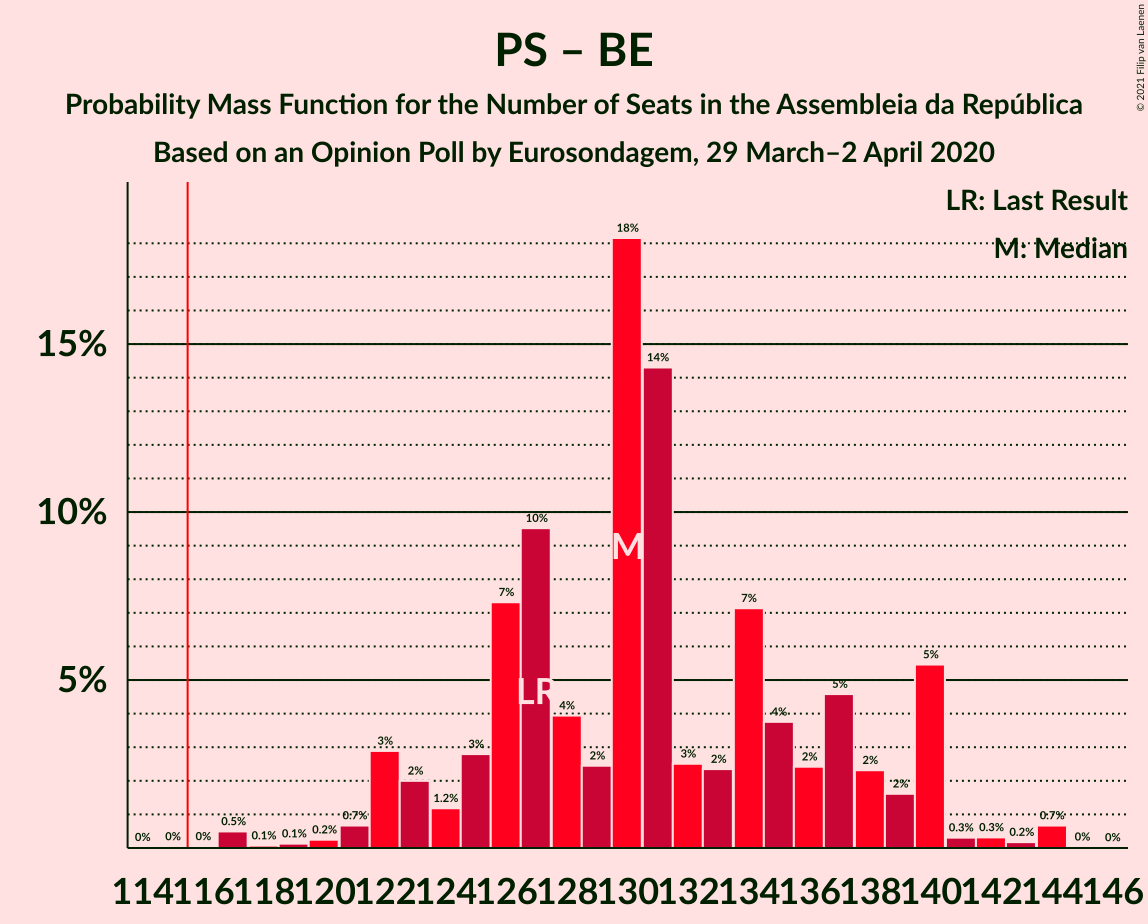 PS – BE
Probability Mass Function for the Number of Seats in the Assembleia da República
Based on an Opinion Poll by Eurosondagem, 29 March–2 April 2020
© 2021 Filip van Laenen
LR: Last Result
M: Median
15%
10%
5%
0% 0% 0% 0.5% 0.1% 0.1% 0.2% 0.7% 3% 2% 1.2% 3% 7% 10% 4% 2% 18% 14% 3% 2% 7% 4% 2% 5% 2% 2% 5% 0.3% 0.3% 0.2% 0.7% 0% 0%
M
LR
114 116 118 120 122 124 126 128 130 132 134 136 138 140 142 144 146